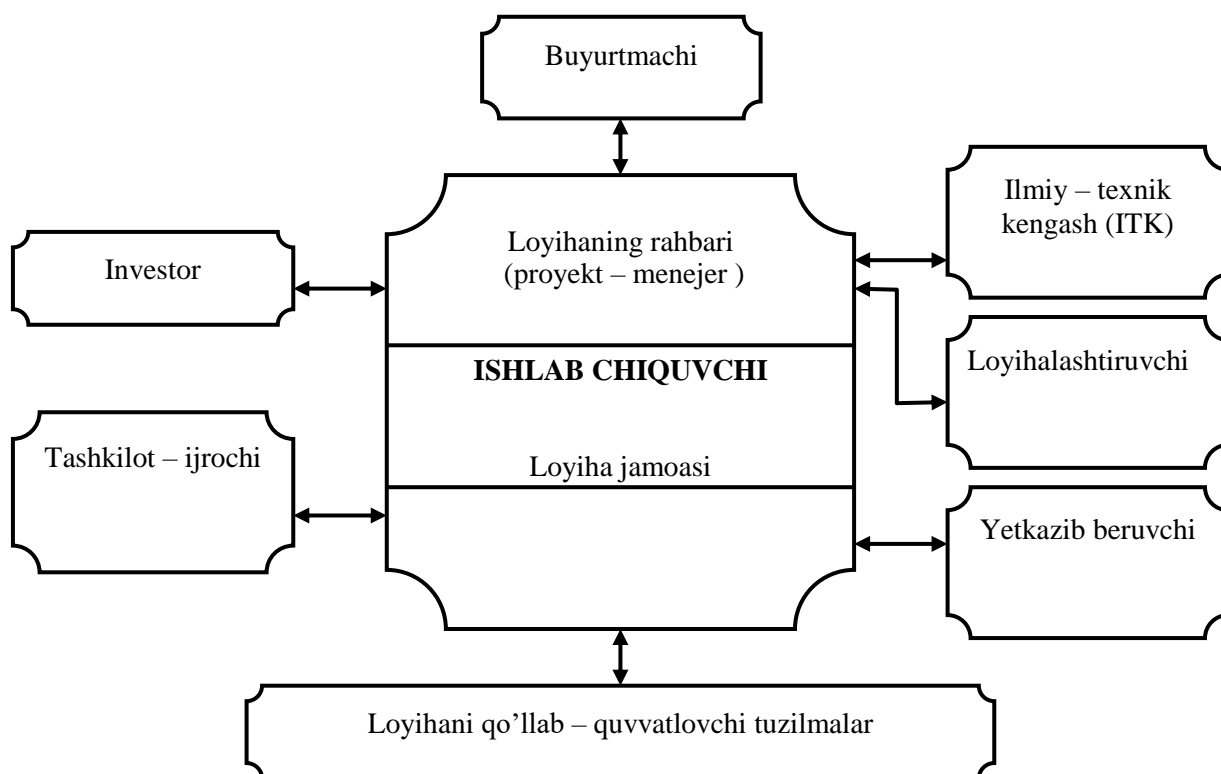 Buyurtmachi
Ilmiy – texnik
kengash (ITK)
Loyihaning rahbari
(proyekt – menejer )
Investor
ISHLAB CHIQUVCHI
Loyihalashtiruvchi
Tashkilot – ijrochi
Loyiha jamoasi
Yetkazib beruvchi
Loyihani qo’llab – quvvatlovchi tuzilmalar